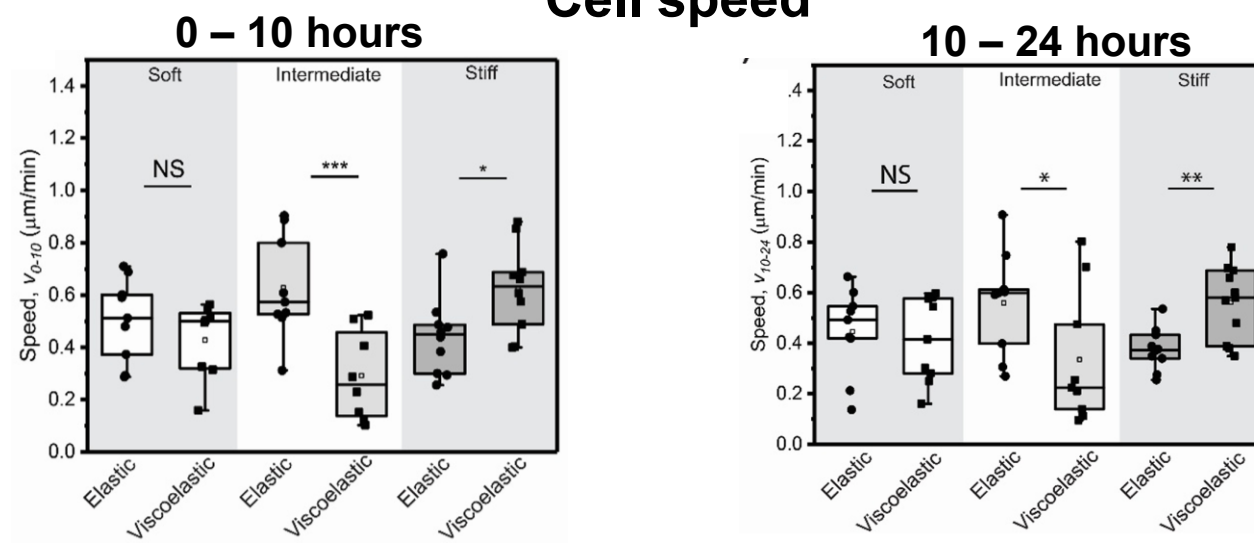 Cell speed
0 – 10 hours
Soft
Intermediate
Stiff
1.4
1.2
1.0
0.8
0.6
0.4
0.2
0.0
Speed, v0-10 (μm/min)
NS
***
*
Elastic
Viscoelastic
Elastic
Viscoelastic
Elastic
Viscoelastic
10 – 24 hours
Soft
Intermediate
Stiff
.4
1.2
1.0
0.8
0.6
0.4
0.2
0.0
Speed, v10-24 (μm/min)
NS
*
**
Elastic
Viscoelastic
Elastic
Viscoelastic
Elastic
Viscoelastic